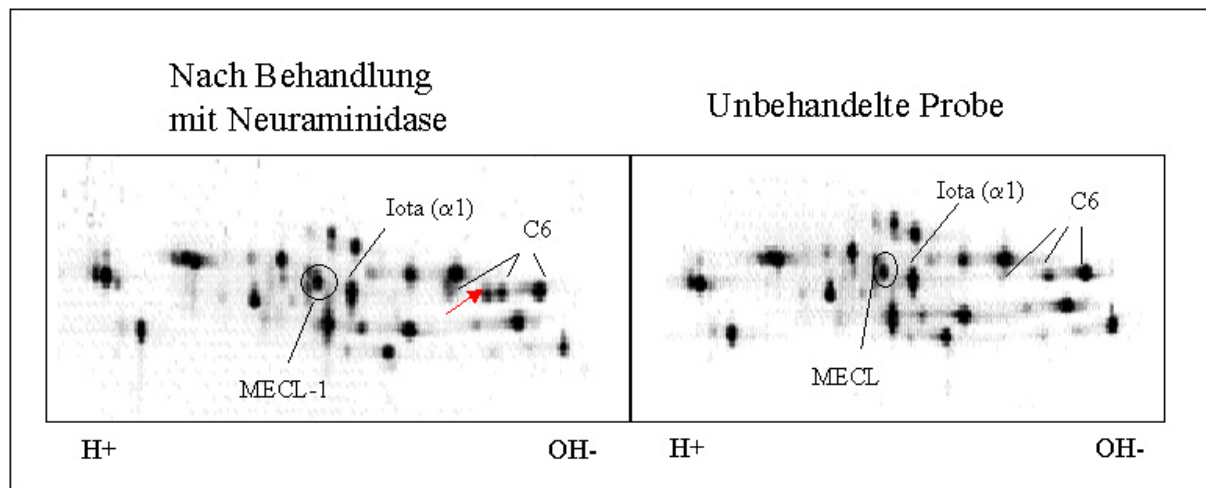 Nach Behandlung
mit Neuraminidase
Iota (α1)
C6
MECL-1
H+
OH-
Unbehandelte Probe
Iota (α1)
C6
MECL
H+
OH-